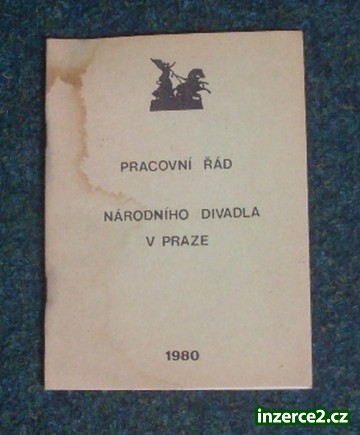 PRACOVNÍ ŘÁD
NÁRODNÍHO DIVADLA
V PRAZE
1980
inzerce2.cz